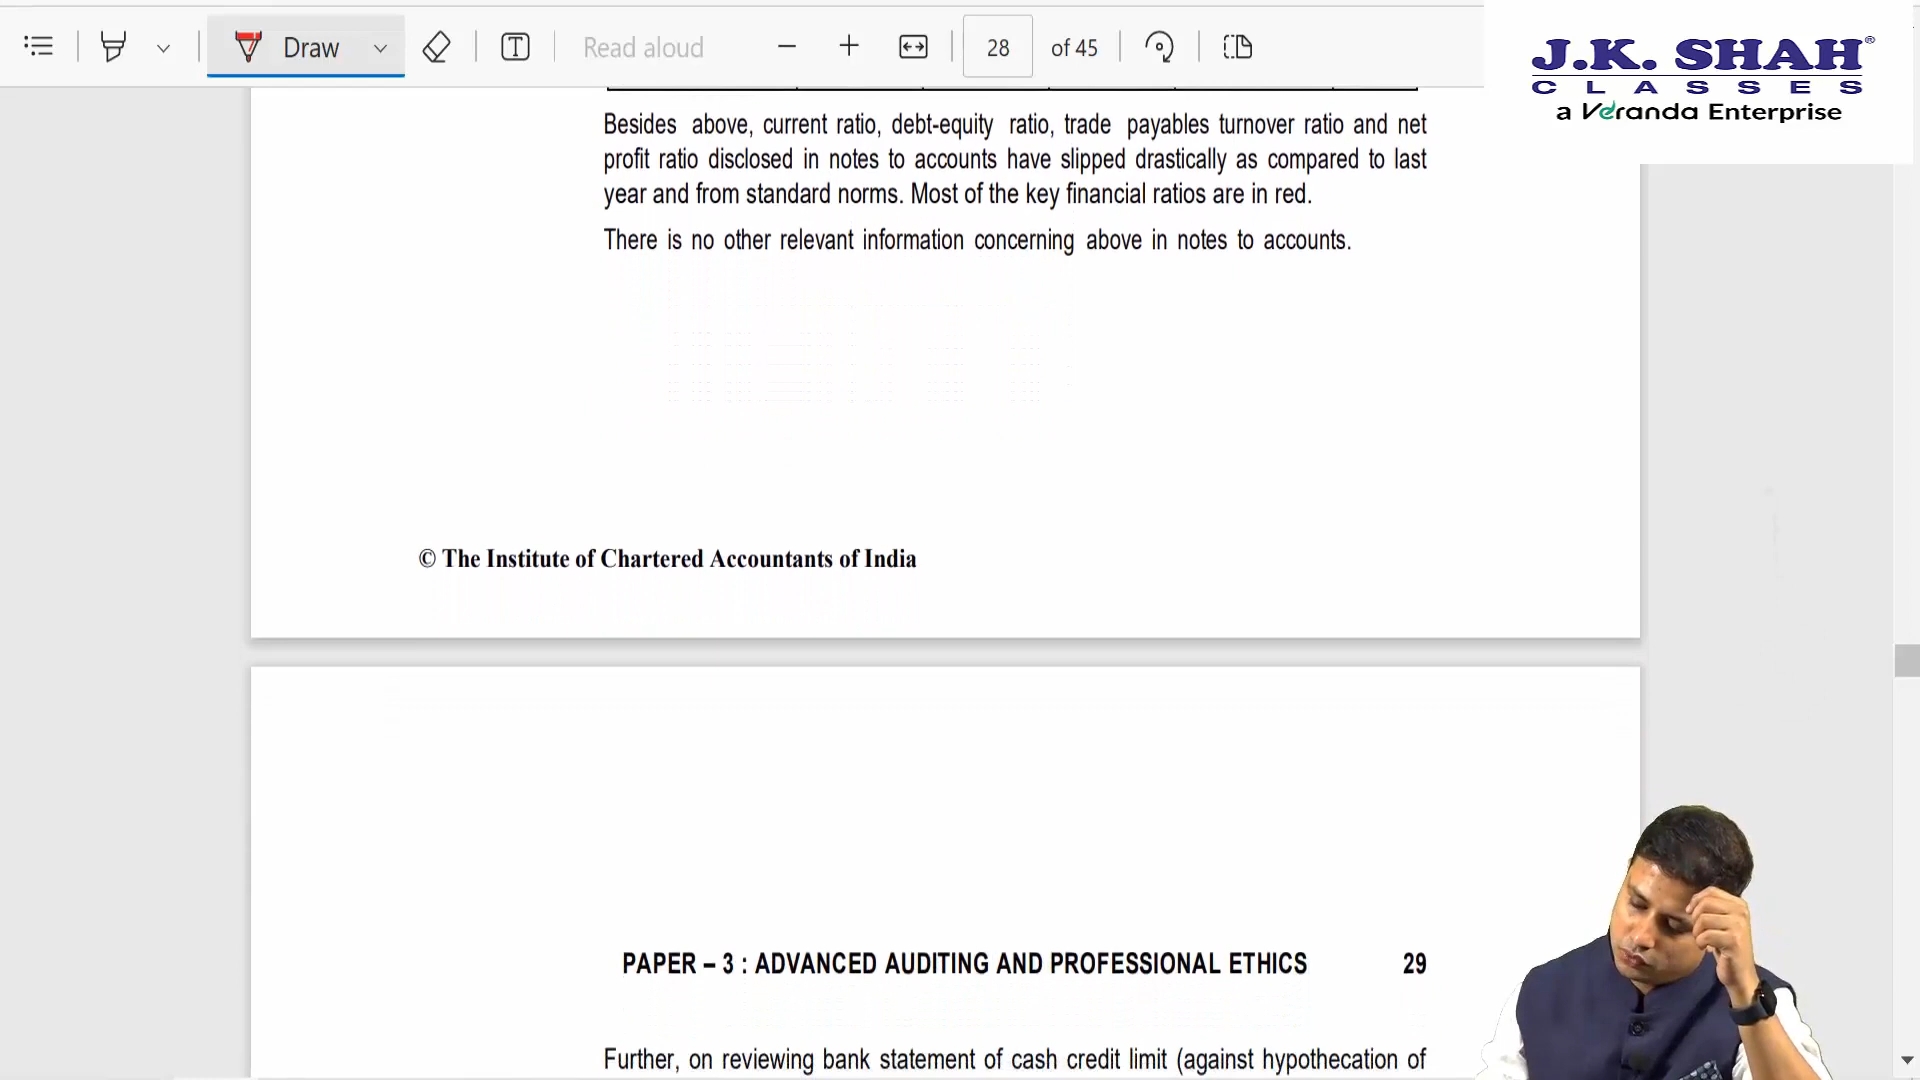 Draw
Read aloud
28
of 45
J.K. SHAH®
CLASSES
a Veranda Enterprise
Besides above, current ratio, debt-equity ratio, trade payables turnover ratio and net
profit ratio disclosed in notes to accounts have slipped drastically as compared to last
year and from standard norms. Most of the key financial ratios are in red.
There is no other relevant information concerning above in notes to accounts.
© The Institute of Chartered Accountants of India
PAPER – 3 : ADVANCED AUDITING AND PROFESSIONAL ETHICS 29
Further, on reviewing bank statement of cash credit limit (against hypothecation of